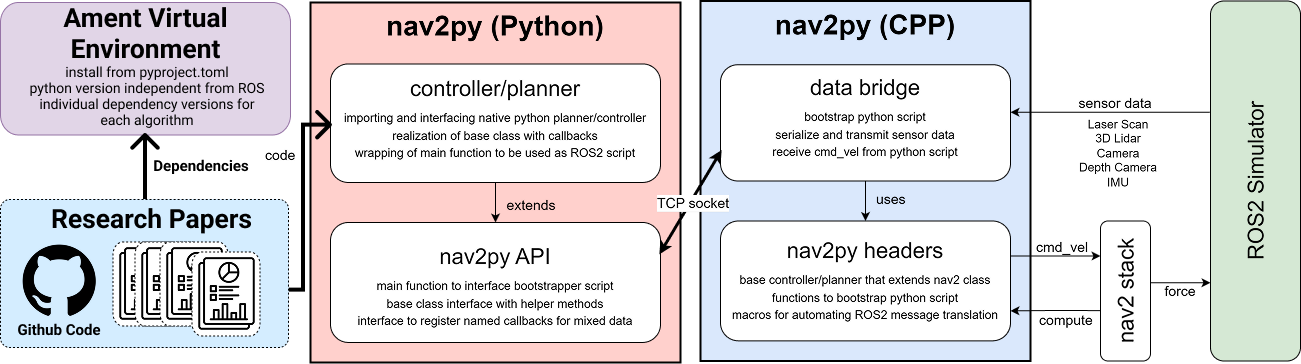 Ament Virtual
Environment
install from pyproject.toml
python version independent from ROS
individual dependency versions for
each algorithm
Dependencies
code
Research Papers
Github Code
nav2py (Python)
controller/planner
importing and interfacing native python planner/controller
realization of base class with callbacks
wrapping of main function to be used as ROS2 script
extends
nav2py API
main function to interface bootstrapper script
base class interface with helper methods
interface to register named callbacks for mixed data
TCP socket
nav2py (CPP)
data bridge
bootstrap python script
serialize and transmit sensor data
receive cmd_vel from python script
uses
nav2py headers
base controller/planner that extends nav2 class
functions to bootstrap python script
macros for automating ROS2 message translation
sensor data
Laser Scan
3D Lidar
Camera
Depth Camera
IMU
cmd_vel
compute
nav2 stack
force
ROS2 Simulator